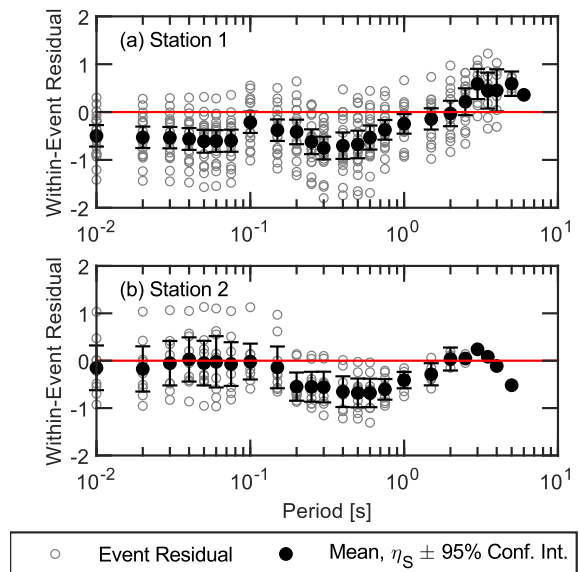 (a) Station 1
Within-Event Residual
2
1
0
-1
-2
10^-2
10^-1
10^0
10^1
(b) Station 2
Within-Event Residual
2
1
0
-1
-2
10^-2
10^-1
10^0
10^1
Period [s]
Event Residual
Mean, η_S ± 95% Conf. Int.